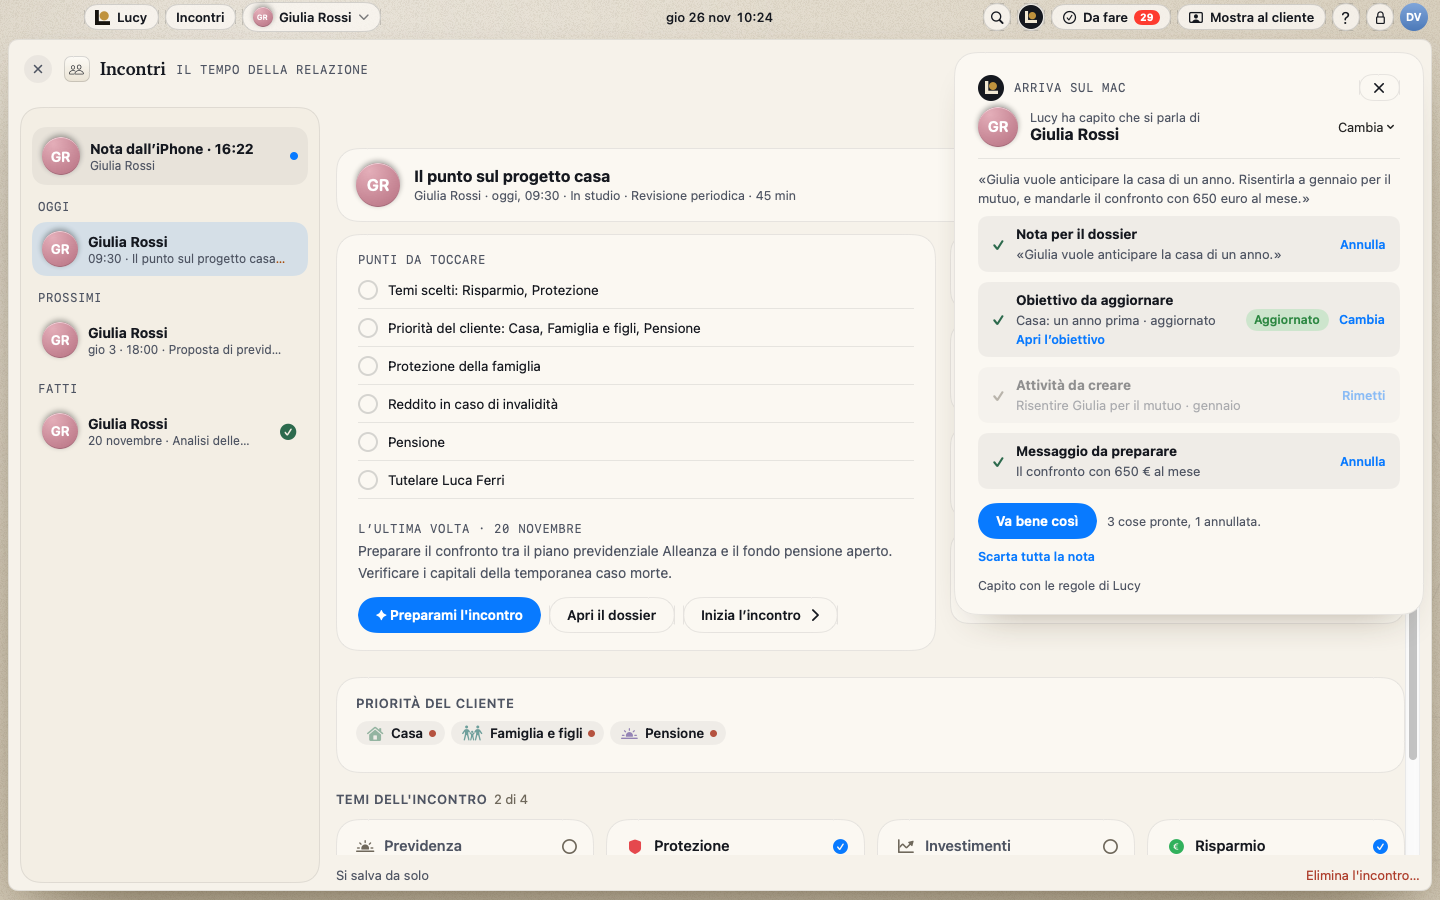 Lucy
Incontri
GR Giulia Rossi
gio 26 nov 10:24
Da fare 29
Mostra al cliente
?
DV
Incontri IL TEMPO DELLA RELAZIONE
GR
Nota dall'iPhone · 16:22
Giulia Rossi
OGGI
GR
Giulia Rossi
09:30 · Il punto sul progetto casa…
PROSSIMI
GR
Giulia Rossi
gio 3 · 18:00 · Proposta di previd…
FATTI
GR
Giulia Rossi
20 novembre · Analisi delle…
GR
Il punto sul progetto casa
Giulia Rossi · oggi, 09:30 · In studio · Revisione periodica · 45 min
PUNTI DA TOCCARE
Temi scelti: Risparmio, Protezione
Priorità del cliente: Casa, Famiglia e figli, Pensione
Protezione della famiglia
Reddito in caso di invalidità
Pensione
Tutelare Luca Ferri
L'ULTIMA VOLTA · 20 NOVEMBRE
Preparare il confronto tra il piano previdenziale Alleanza e il fondo pensione aperto.
Verificare i capitali della temporanea caso morte.
Preparami l'incontro
Apri il dossier
Inizia l'incontro
ARRIVA SUL MAC
GR
Lucy ha capito che si parla di
Giulia Rossi
Cambia
«Giulia vuole anticipare la casa di un anno. Risentirla a gennaio per il
mutuo, e mandarle il confronto con 650 euro al mese.»
Nota per il dossier
«Giulia vuole anticipare la casa di un anno.»
Annulla
Obiettivo da aggiornare
Casa: un anno prima · aggiornato
Apri l'obiettivo
Aggiornato
Cambia
Attività da creare
Risentire Giulia per il mutuo · gennaio
Rimetti
Messaggio da preparare
Il confronto con 650 € al mese
Annulla
Va bene così
3 cose pronte, 1 annullata.
Scarta tutta la nota
Capito con le regole di Lucy
PRIORITÀ DEL CLIENTE
Casa
Famiglia e figli
Pensione
TEMI DELL'INCONTRO 2 di 4
Previdenza
Protezione
Investimenti
€ Risparmio
Si salva da solo
Elimina l'incontro…